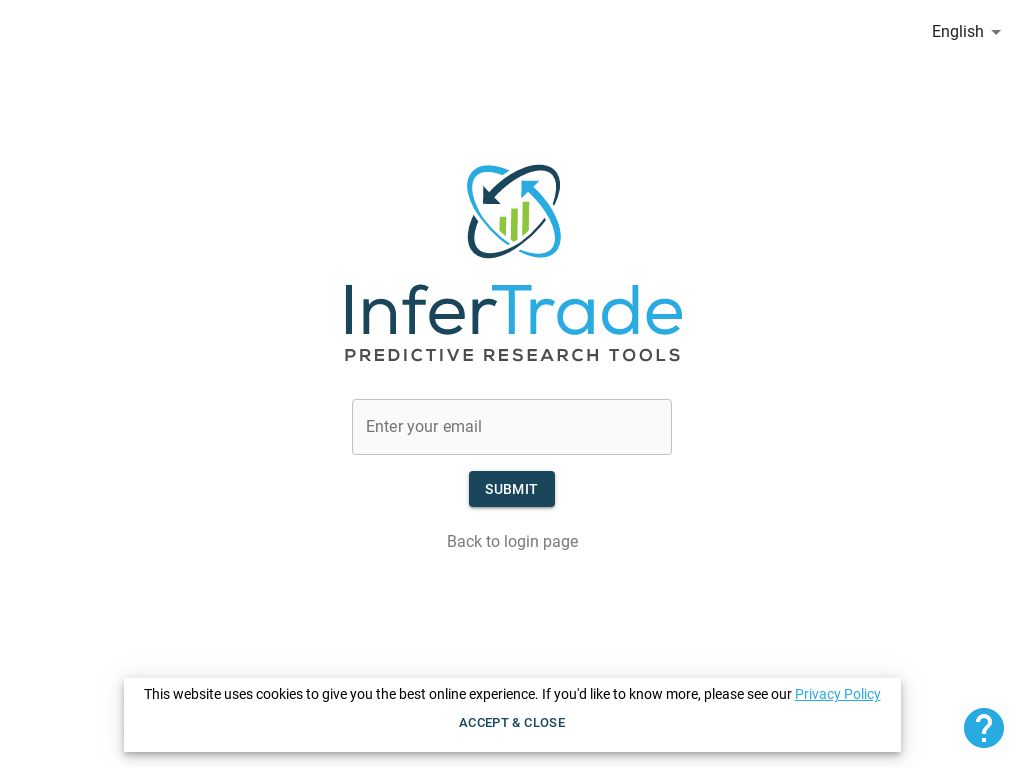 English
InferTrade
PREDICTIVE RESEARCH TOOLS
Enter your email
SUBMIT
Back to login page
This website uses cookies to give you the best online experience. If you'd like to know more, please see our Privacy Policy
ACCEPT & CLOSE